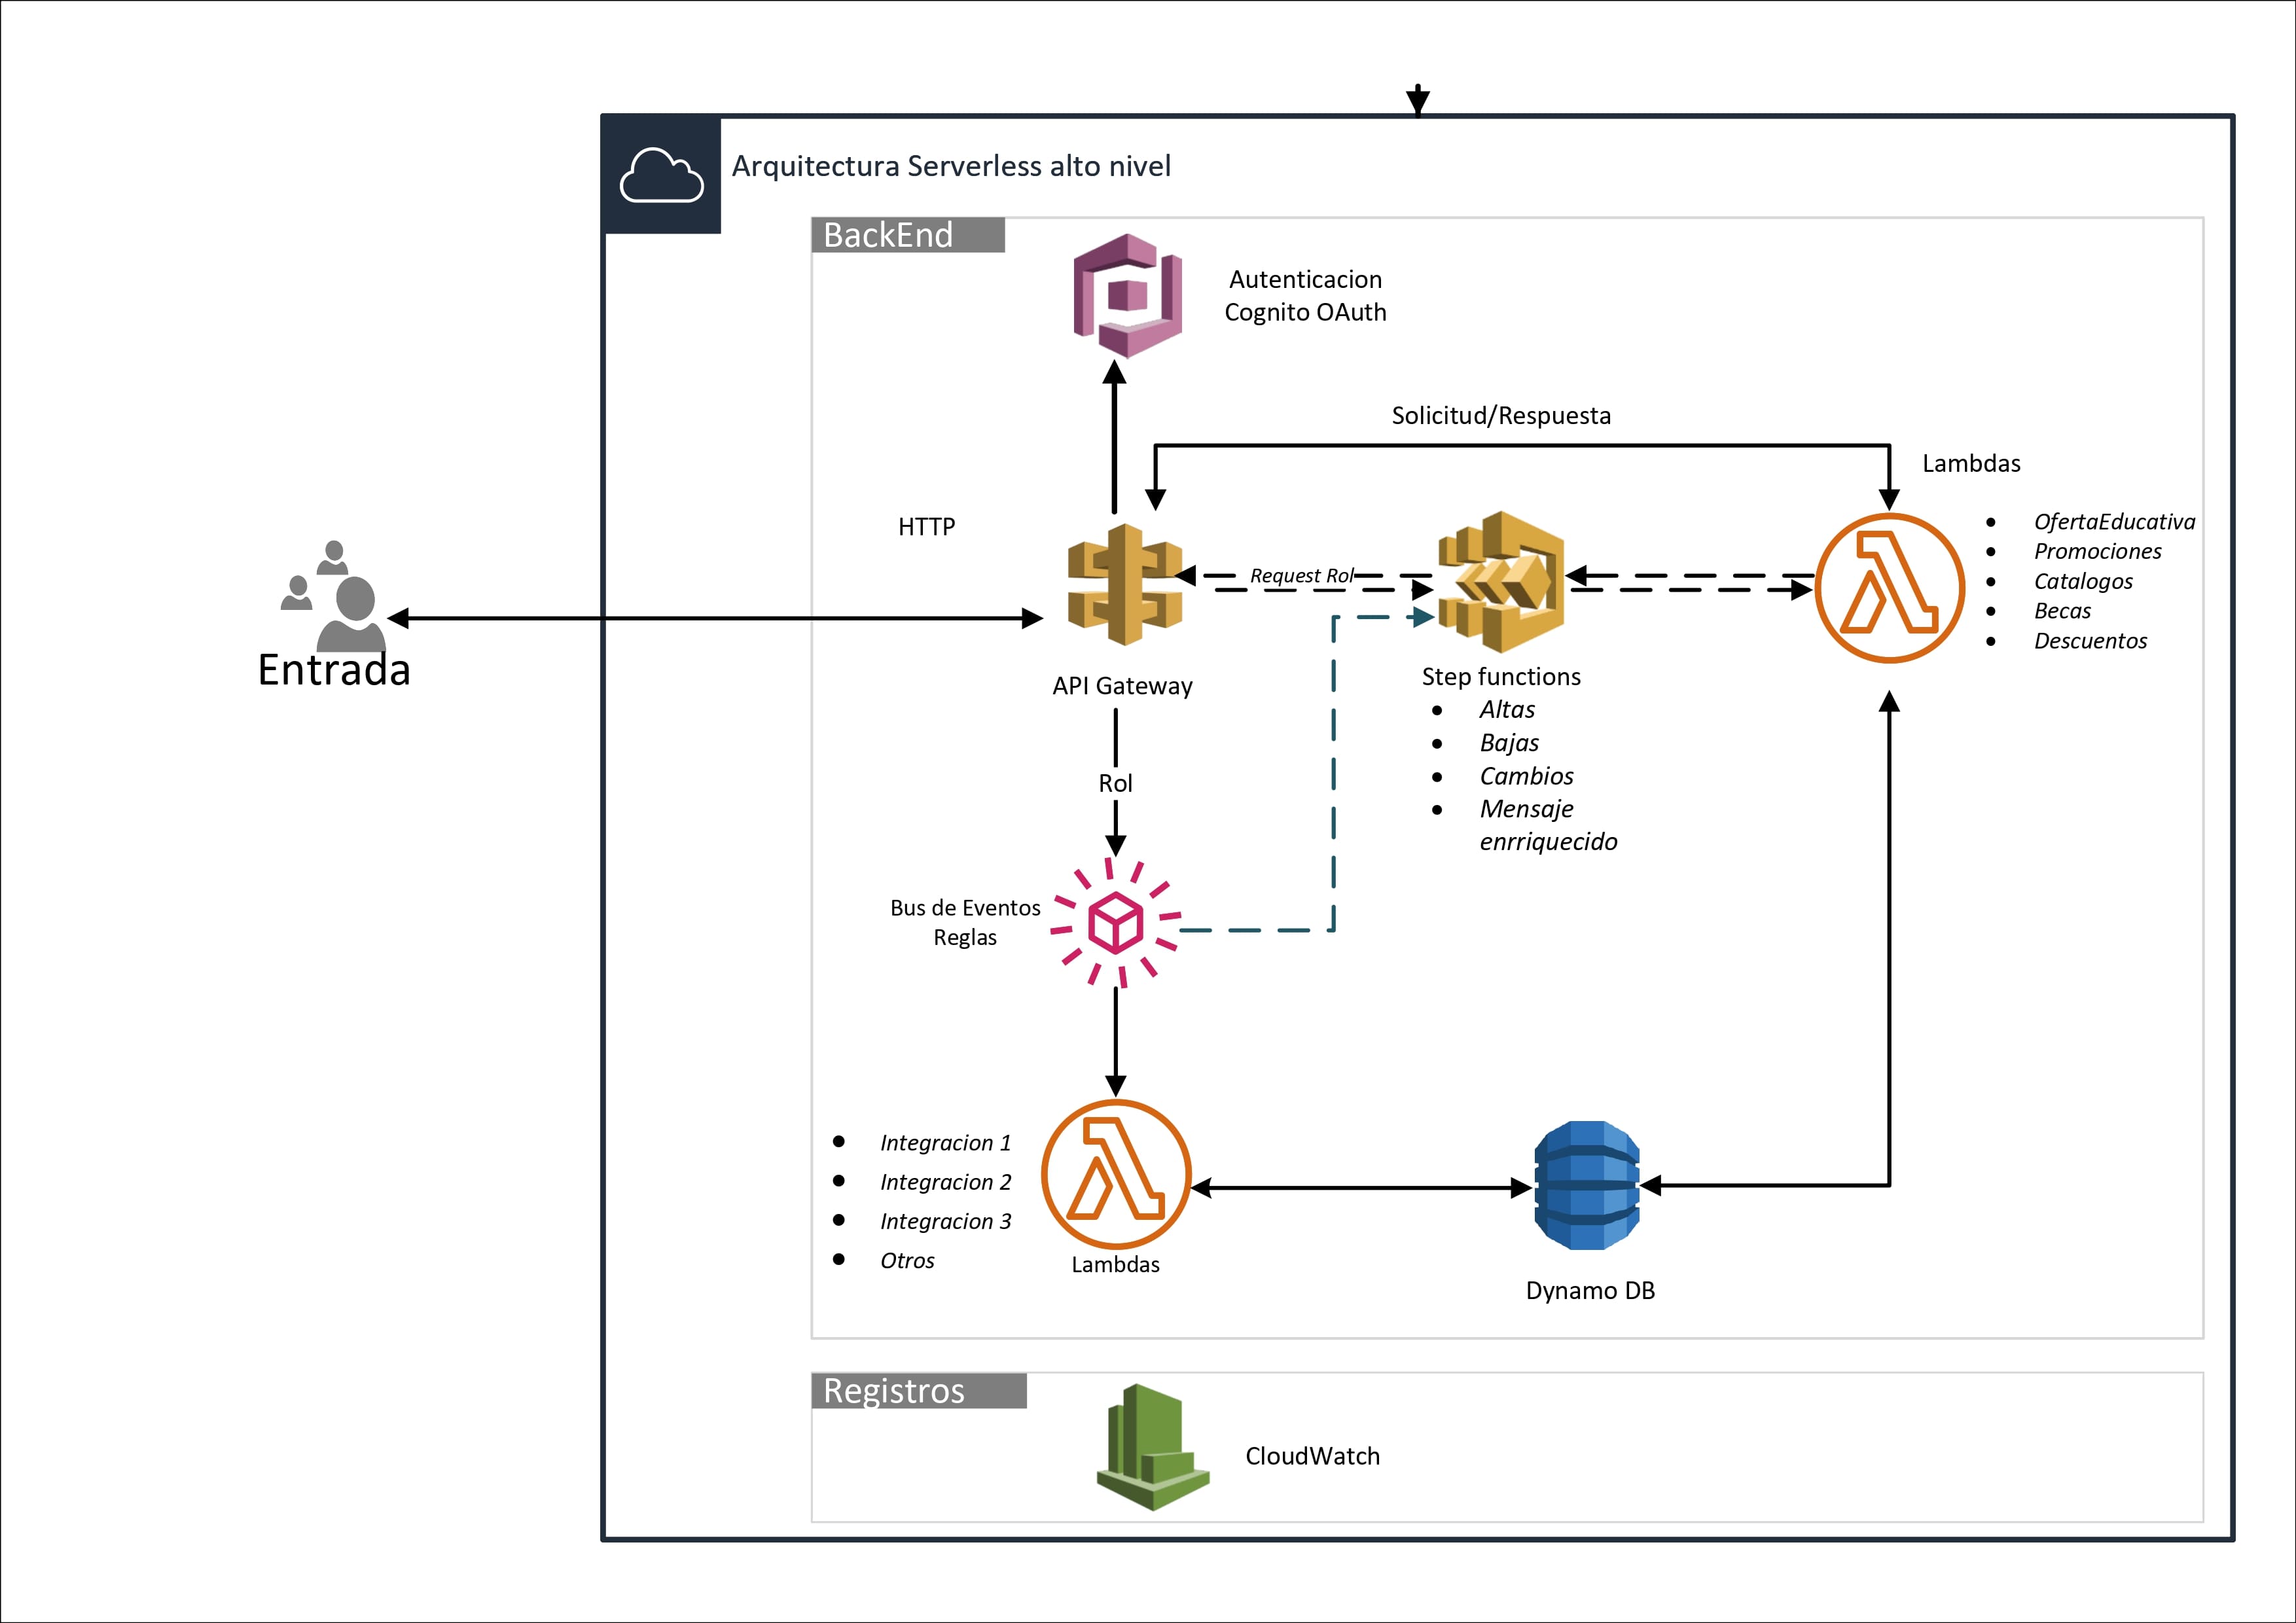 Arquitectura Serverless alto nivel
BackEnd
Autenticacion
Cognito OAuth
Solicitud/Respuesta
Lambdas
HTTP
• OfertaEducativa
• Promociones
• Catalogos
• Becas
• Descuentos
Request Rol
Entrada
API Gateway
Step functions
• Altas
• Bajas
• Cambios
• Mensaje
enrriquecido
Rol
Bus de Eventos
Reglas
• Integracion 1
• Integracion 2
• Integracion 3
• Otros
Lambdas
Dynamo DB
Registros
CloudWatch